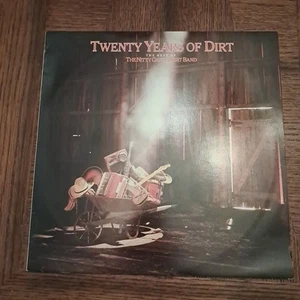 TWENTY YEARS OF DIRT
THE BEST OF
THE NITTY GRITTY DIRT BAND